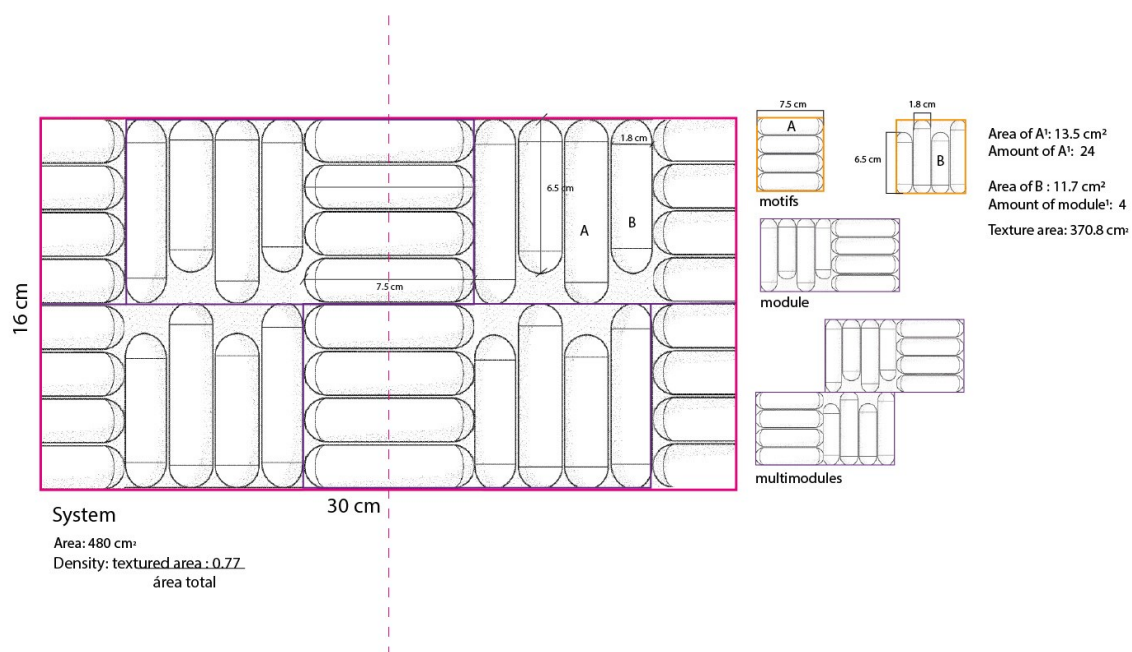 7.5 cm
1.8 cm
A
B
6.5 cm
motifs
Area of A¹: 13.5 cm²
Amount of A¹: 24
Area of B : 11.7 cm²
Amount of module¹: 4
Texture area: 370.8 cm²
1.8 cm
6.5 cm
A
B
7.5 cm
16 cm
30 cm
module
multimodules
System
Area: 480 cm²
Density: textured area : 0.77
área total